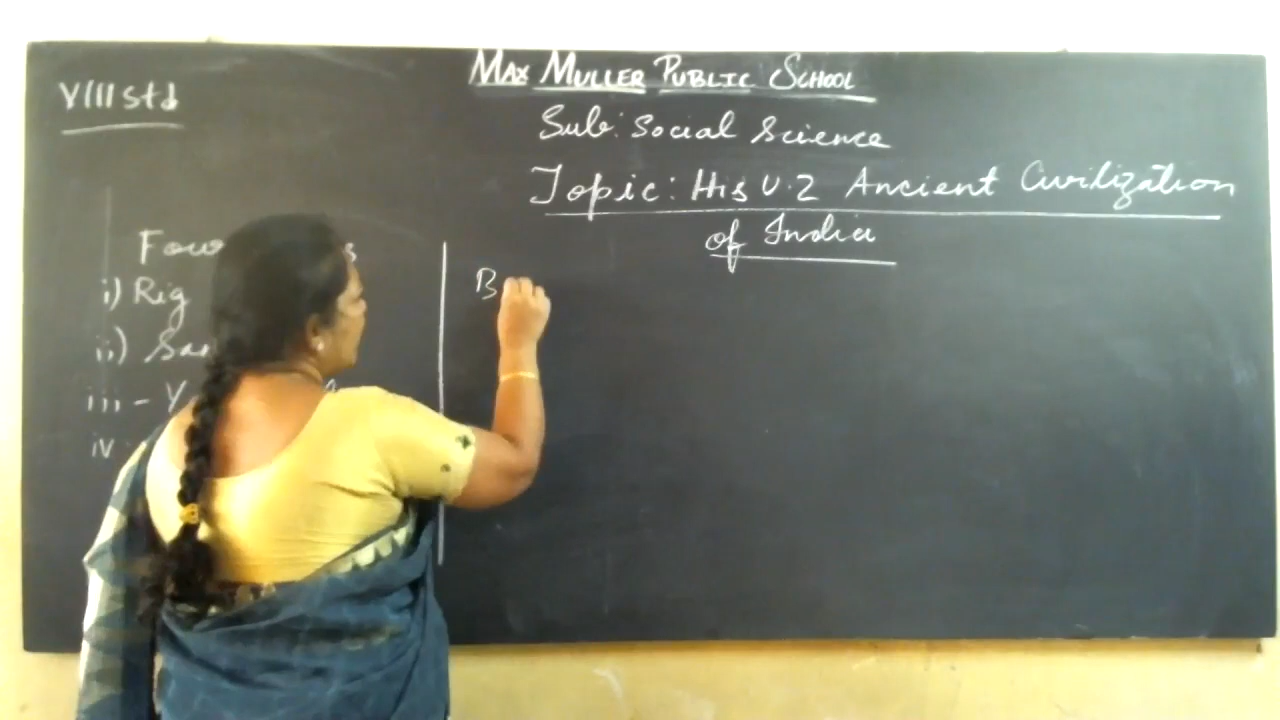 MAX MULLER PUBLIC SCHOOL
VIII std
Sub: Social Science
Topic: His U.2 Ancient Civilization
of India
i) Rig
ii)
iii -
iv
B